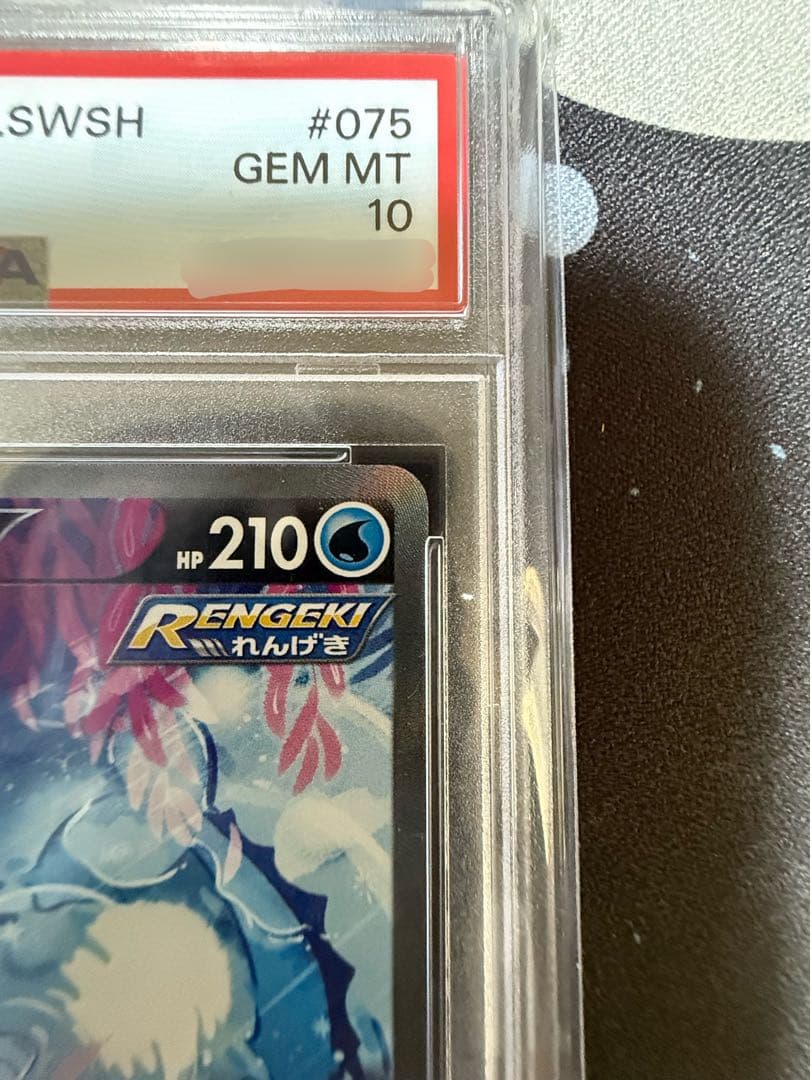 .SWSH
#075
GEM MT
10
A
HP 210
RENGEKI
れんげき